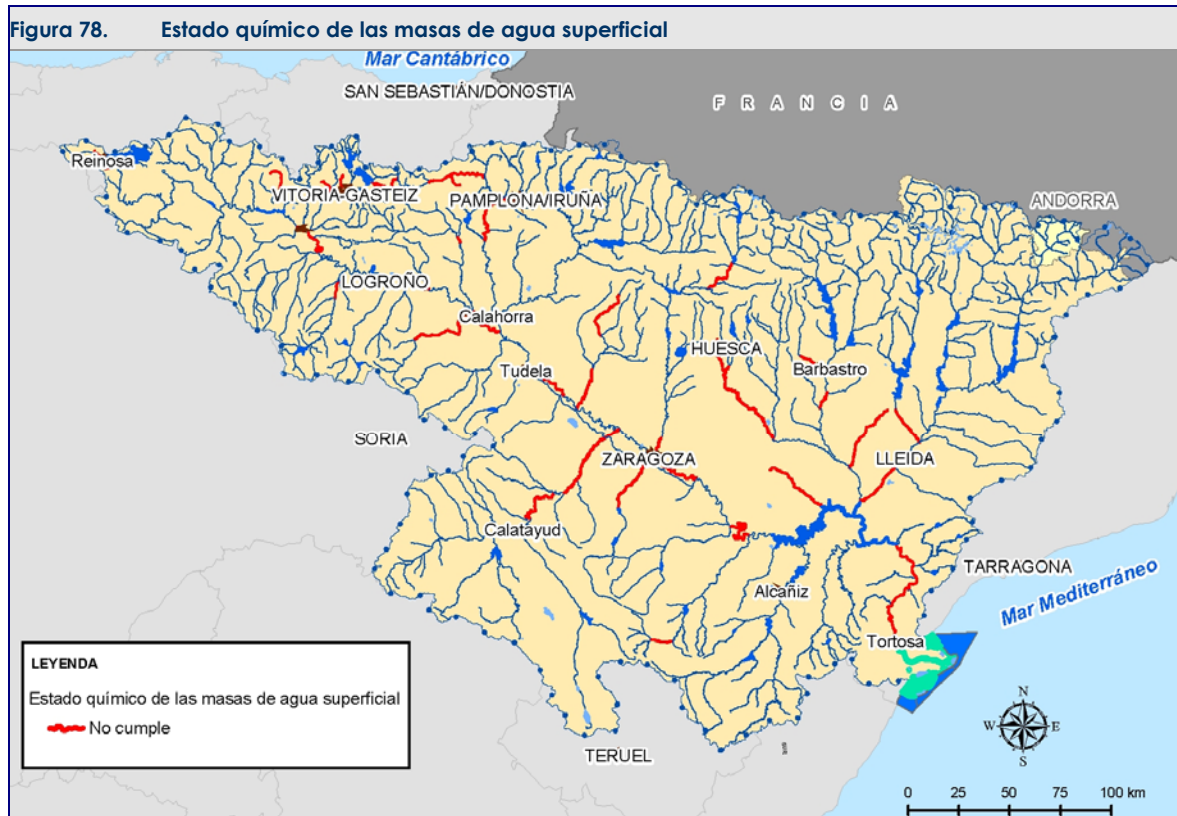 Figura 78. Estado químico de las masas de agua superficial
Mar Cantábrico
SAN SEBASTIÁN/DONOSTIA
F R A N C I A
Reinosa
VITORIA-GASTEIZ
PAMPLONA/IRUÑA
ANDORRA
LOGROÑO
Calahorra
HUESCA
Tudela
Barbastro
SORIA
ZARAGOZA
LLEIDA
Calatayud
TARRAGONA
Mar Mediterráneo
Alcañiz
Tortosa
LEYENDA
Estado químico de las masas de agua superficial
No cumple
TERUEL
N
W E
S
0 25 50 75 100 km